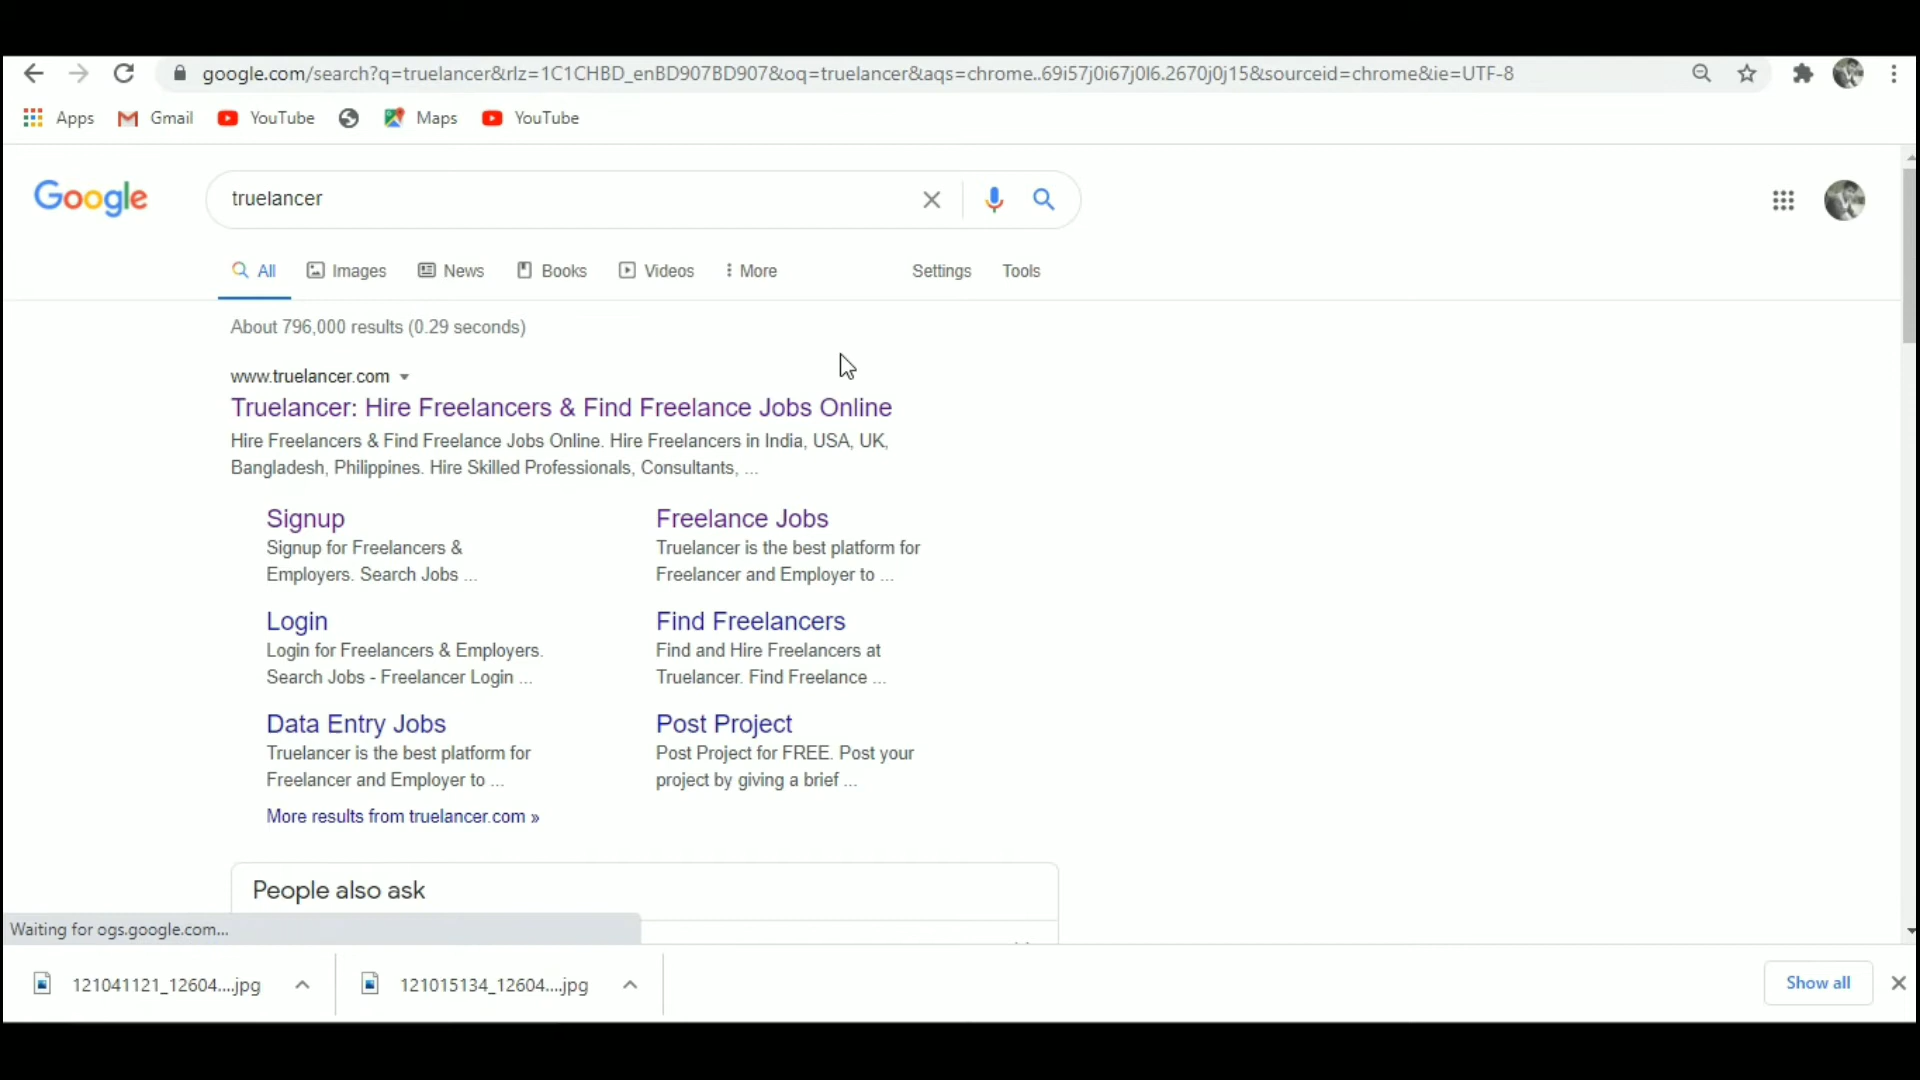 google.com/search?q=truelancer&rlz=1C1CHBD_enBD907BD907&oq=truelancer&aqs=chrome..69i57j0i67j0l6.2670j0j15&sourceid=chrome&ie=UTF-8
Apps Gmail YouTube Maps YouTube
Google truelancer
All Images News Books Videos More Settings Tools
About 796,000 results (0.29 seconds)
www.truelancer.com
Truelancer: Hire Freelancers & Find Freelance Jobs Online
Hire Freelancers & Find Freelance Jobs Online. Hire Freelancers in India, USA, UK,
Bangladesh, Philippines. Hire Skilled Professionals, Consultants, ...
Signup
Signup for Freelancers &
Employers. Search Jobs ...
Freelance Jobs
Truelancer is the best platform for
Freelancer and Employer to ...
Login
Login for Freelancers & Employers.
Search Jobs - Freelancer Login ...
Find Freelancers
Find and Hire Freelancers at
Truelancer. Find Freelance ...
Data Entry Jobs
Truelancer is the best platform for
Freelancer and Employer to ...
Post Project
Post Project for FREE. Post your
project by giving a brief ...
More results from truelancer.com »
People also ask
Waiting for ogs.google.com...
121041121_12604....jpg 121015134_12604....jpg Show all